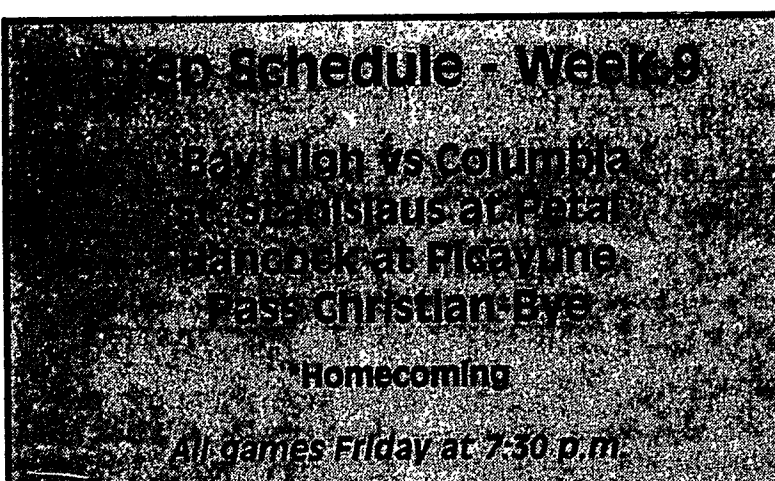 Prep Schedule - Week 9
*Bay High vs Columbia
St. Stanislaus at Petal
Hancock at Picayune
Pass Christian-Bye
*Homecoming
All games Friday at 7:30 p.m.